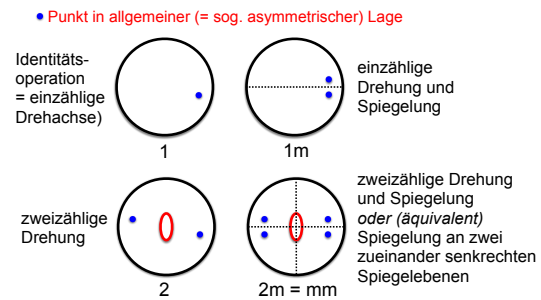 • Punkt in allgemeiner (= sog. asymmetrischer) Lage
Identitäts-
operation
= einzählige
Drehachse)
1
1m
einzählige
Drehung und
Spiegelung
zweizählige
Drehung
2
2m = mm
zweizählige Drehung
und Spiegelung
oder (äquivalent)
Spiegelung an zwei
zueinander senkrechten
Spiegelebenen